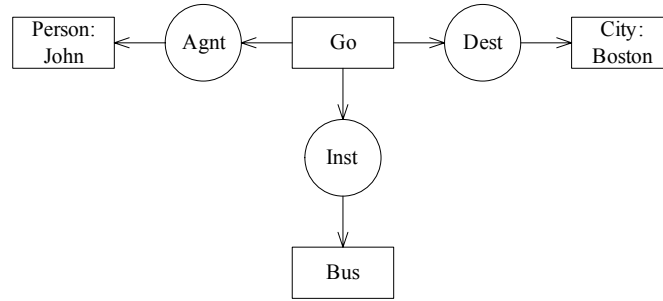 Person:
John
Agnt
Go
Dest
City:
Boston
Inst
Bus